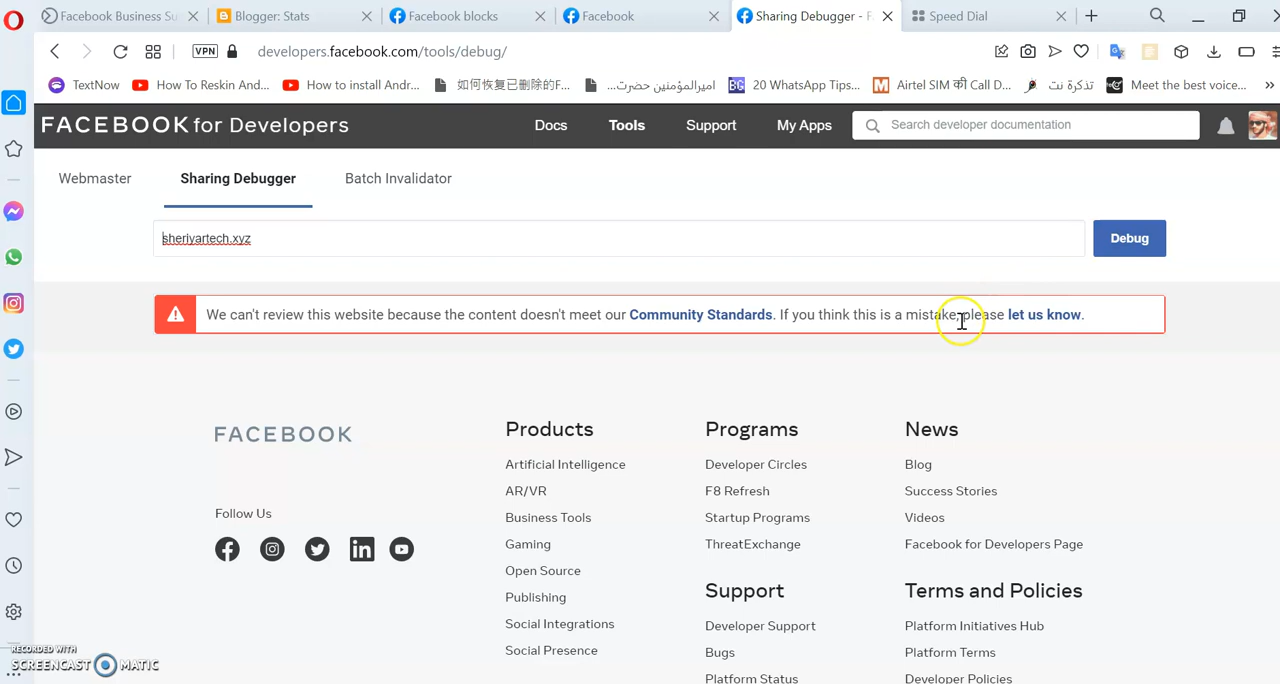 Facebook Business Su
Blogger: Stats
Facebook blocks
Facebook
Sharing Debugger - F
Speed Dial
VPN
developers.facebook.com/tools/debug/
TextNow
How To Reskin And...
How to install Andr...
如何恢复已删除的F...
اميرالمؤمنين حضرت...
20 WhatsApp Tips...
Airtel SIM की Call D...
تذكرة نت
Meet the best voice...
FACEBOOK for Developers
Docs
Tools
Support
My Apps
Search developer documentation
Webmaster
Sharing Debugger
Batch Invalidator
sheriyartech.xyz
Debug
We can't review this website because the content doesn't meet our Community Standards. If you think this is a mistake, please let us know.
FACEBOOK
Follow Us
Products
Artificial Intelligence
AR/VR
Business Tools
Gaming
Open Source
Publishing
Social Integrations
Social Presence
Programs
Developer Circles
F8 Refresh
Startup Programs
ThreatExchange
Support
Developer Support
Bugs
Platform Status
News
Blog
Success Stories
Videos
Facebook for Developers Page
Terms and Policies
Platform Initiatives Hub
Platform Terms
Developer Policies
RECORDED WITH
SCREENCAST MATIC